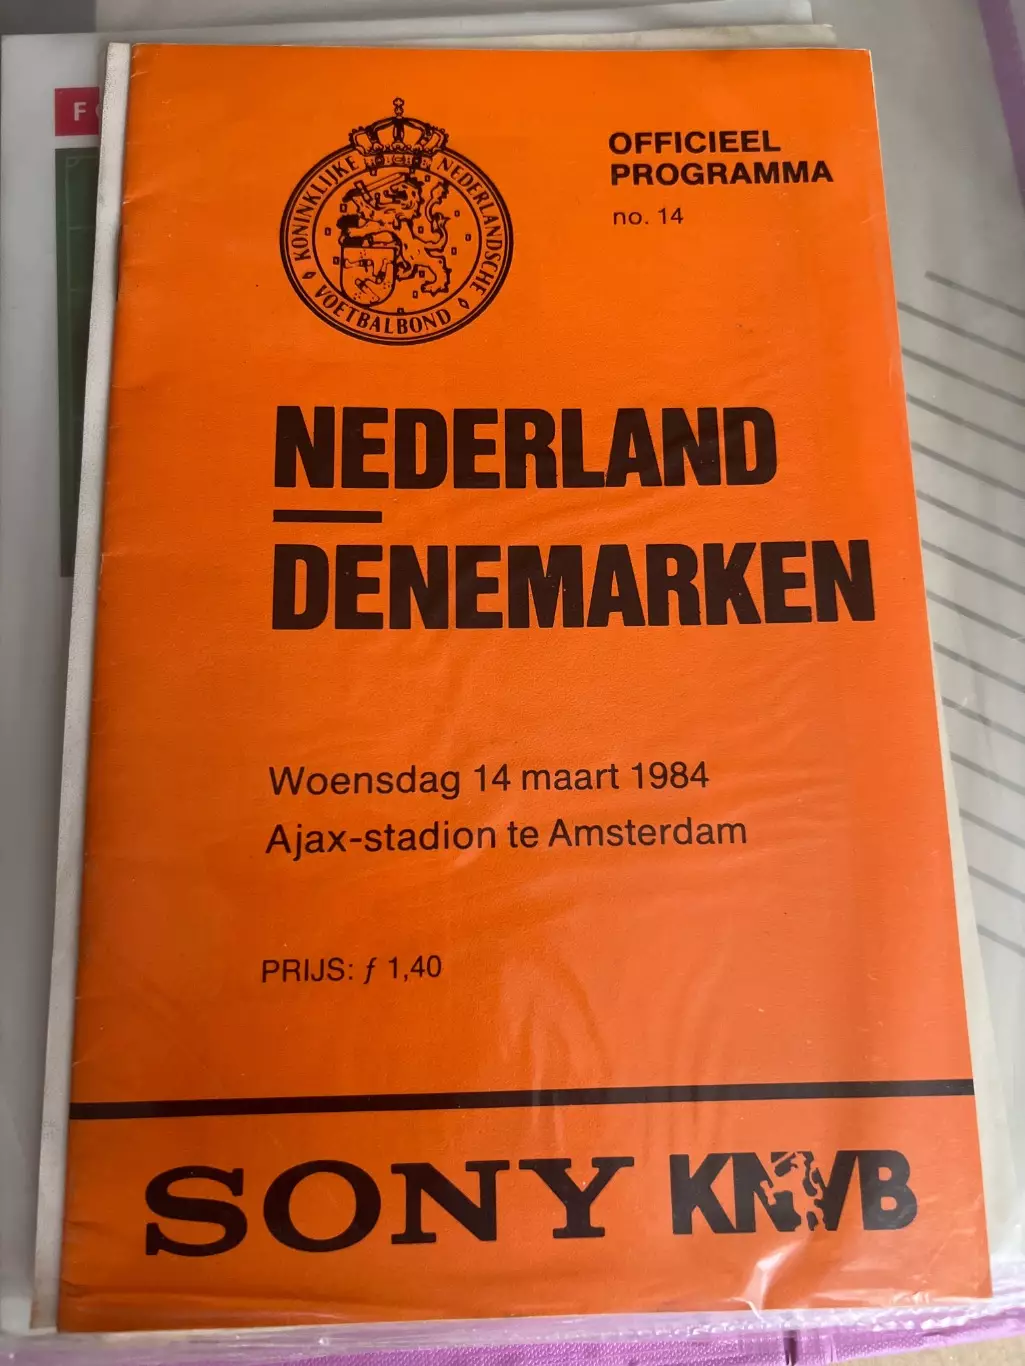 KONINKLIJKE NEDERLANDSCHE VOETBALBOND
OFFICIEEL
PROGRAMMA
no. 14
NEDERLAND
DENEMARKEN
Woensdag 14 maart 1984
Ajax-stadion te Amsterdam
PRIJS: ƒ 1,40
SONY KNVB